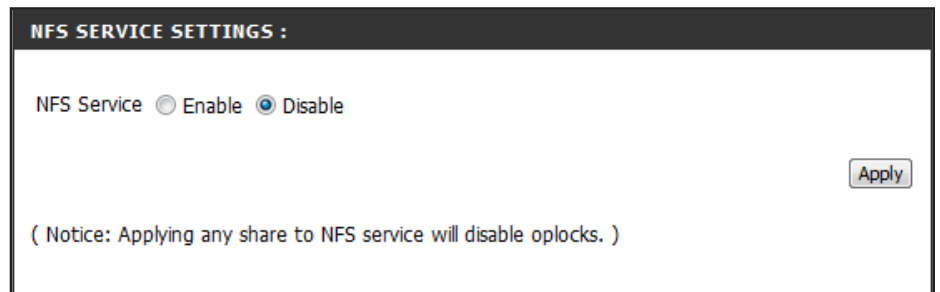 NFS SERVICE SETTINGS :
NFS Service Enable Disable
Apply
( Notice: Applying any share to NFS service will disable oplocks. )